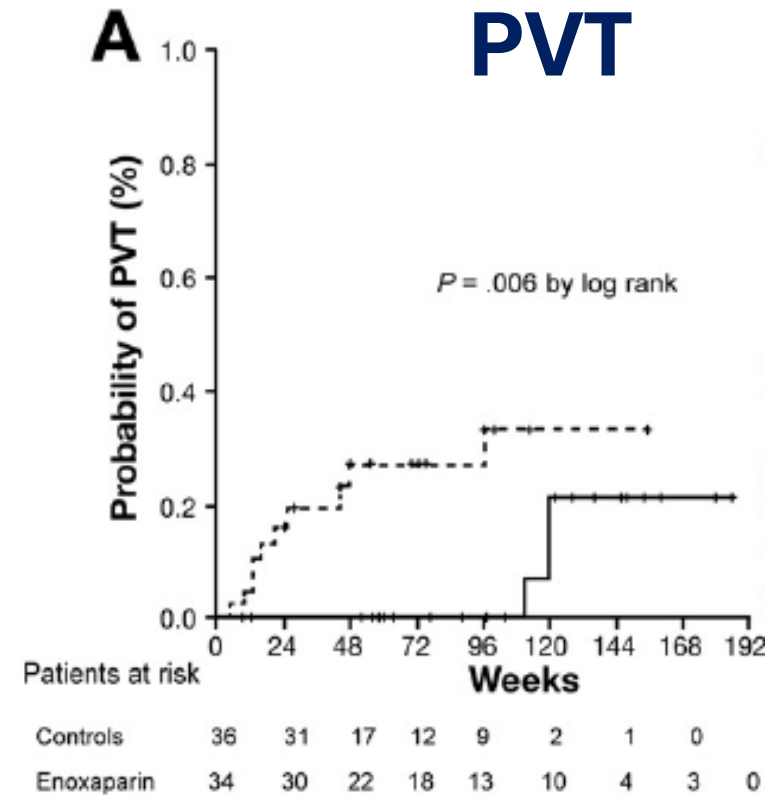 A
PVT
Probability of PVT (%)
1.0
0.8
0.6
0.4
0.2
0.0
P = .006 by log rank
0 24 48 72 96 120 144 168 192
Weeks
Patients at risk
Controls 36 31 17 12 9 2 1 0
Enoxaparin 34 30 22 18 13 10 4 3 0